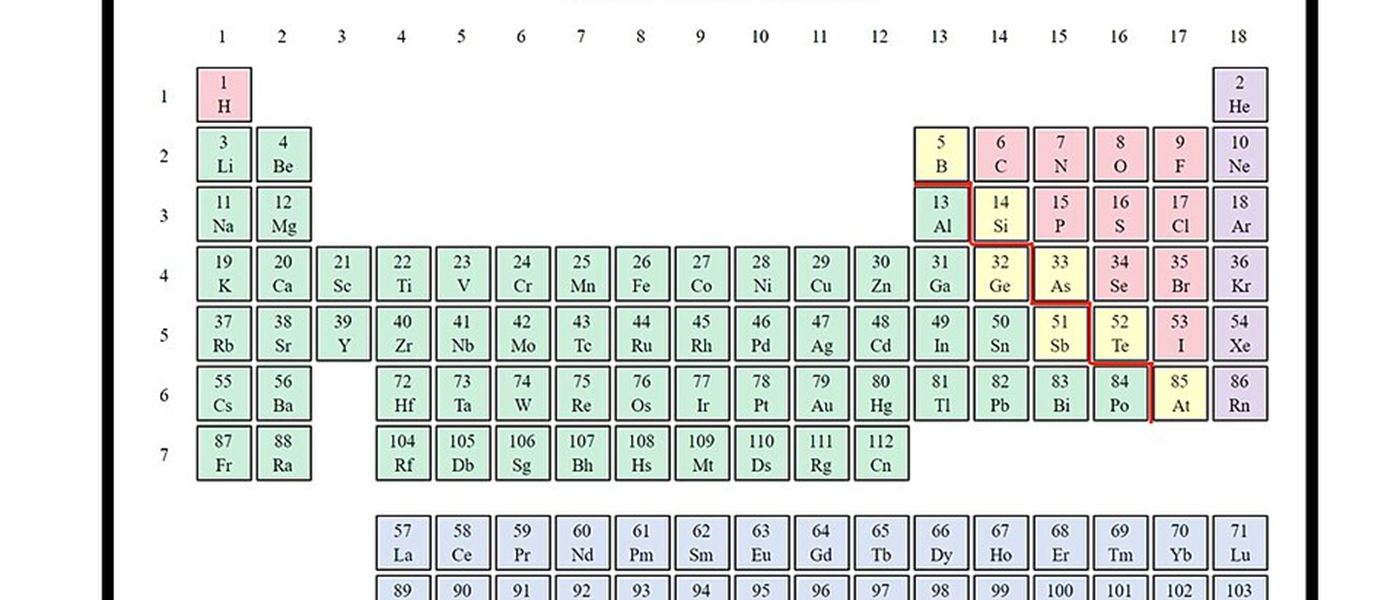 1 2 3 4 5 6 7 8 9 10 11 12 13 14 15 16 17 18
1 1 2
H He
2 3 4 5 6 7 8 9 10
Li Be B C N O F Ne
3 11 12 13 14 15 16 17 18
Na Mg Al Si P S Cl Ar
4 19 20 21 22 23 24 25 26 27 28 29 30 31 32 33 34 35 36
K Ca Sc Ti V Cr Mn Fe Co Ni Cu Zn Ga Ge As Se Br Kr
5 37 38 39 40 41 42 43 44 45 46 47 48 49 50 51 52 53 54
Rb Sr Y Zr Nb Mo Tc Ru Rh Pd Ag Cd In Sn Sb Te I Xe
6 55 56 72 73 74 75 76 77 78 79 80 81 82 83 84 85 86
Cs Ba Hf Ta W Re Os Ir Pt Au Hg Tl Pb Bi Po At Rn
7 87 88 104 105 106 107 108 109 110 111 112
Fr Ra Rf Db Sg Bh Hs Mt Ds Rg Cn
57 58 59 60 61 62 63 64 65 66 67 68 69 70 71
La Ce Pr Nd Pm Sm Eu Gd Tb Dy Ho Er Tm Yb Lu
89 90 91 92 93 94 95 96 97 98 99 100 101 102 103